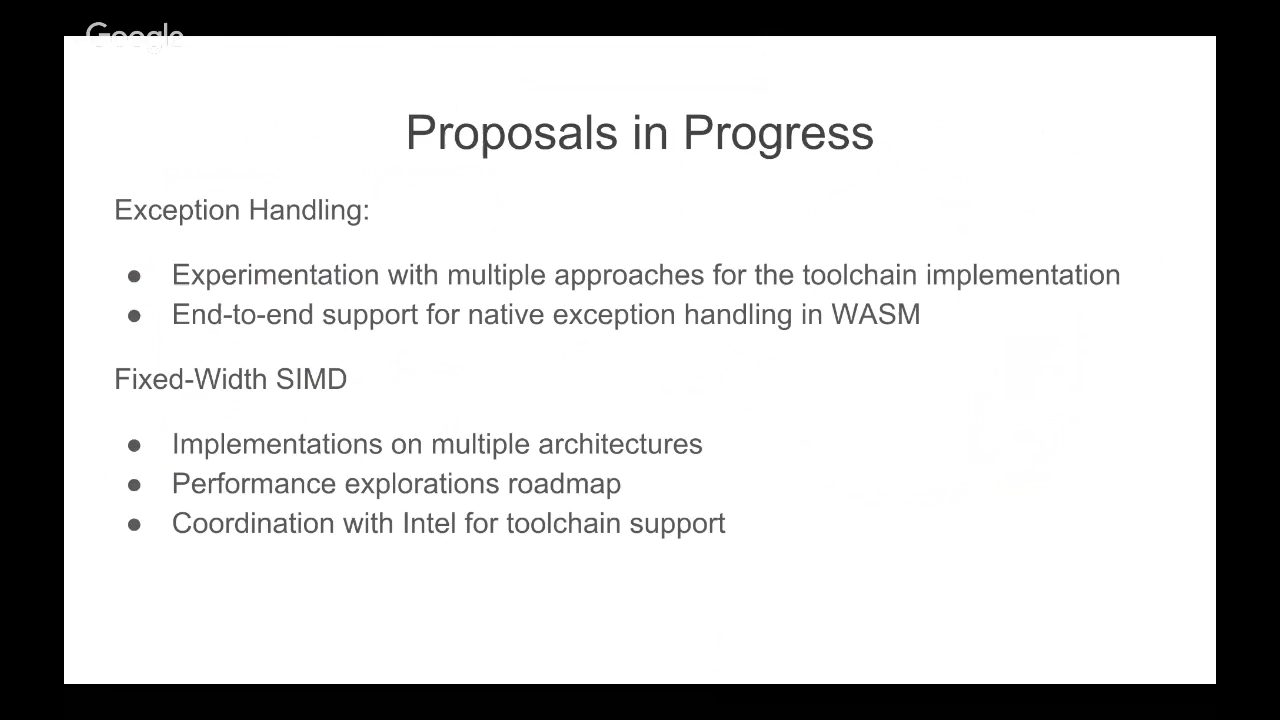 Google
Proposals in Progress
Exception Handling:
● Experimentation with multiple approaches for the toolchain implementation
● End-to-end support for native exception handling in WASM
Fixed-Width SIMD
● Implementations on multiple architectures
● Performance explorations roadmap
● Coordination with Intel for toolchain support